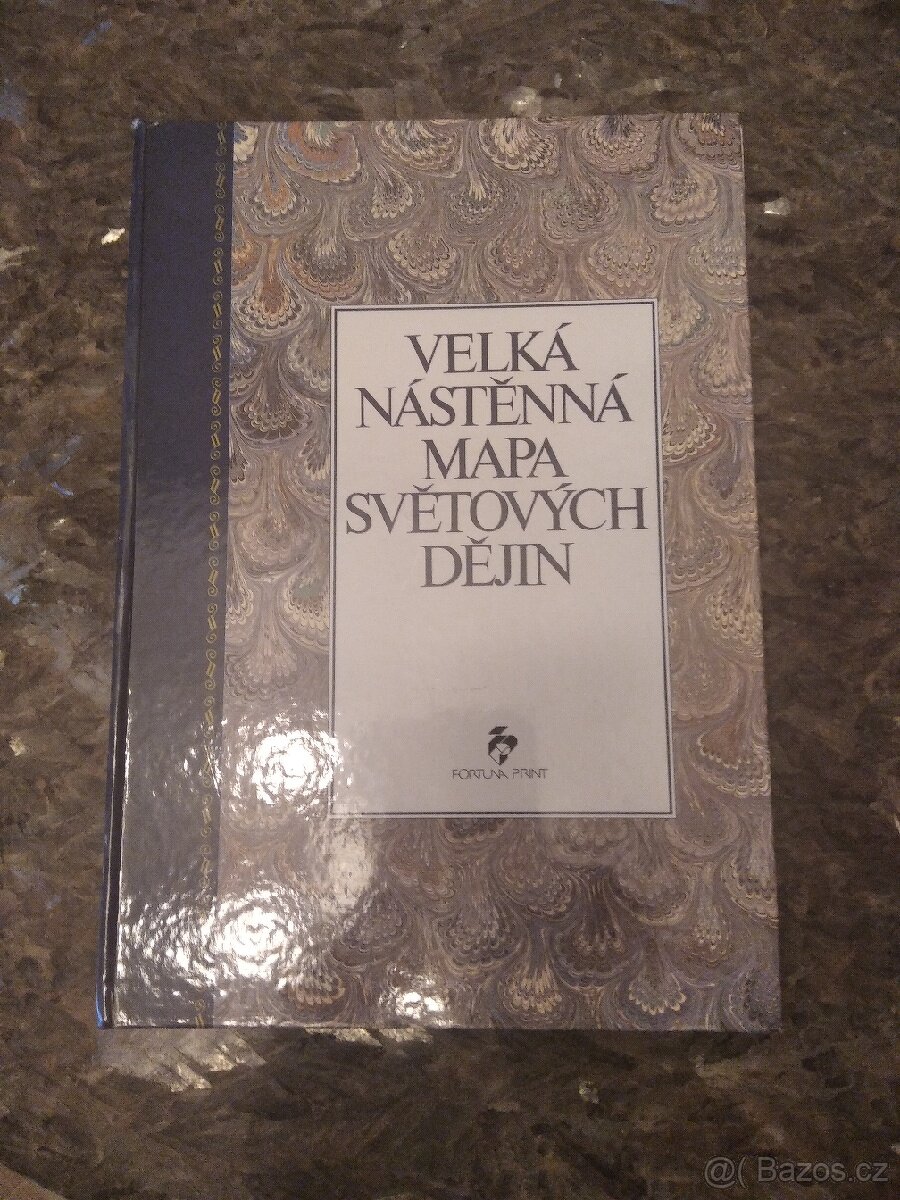 VELKÁ
NÁSTĚNNÁ
MAPA
SVĚTOVÝCH
DĚJIN
FORTUNA PRINT
@( Bazos.cz